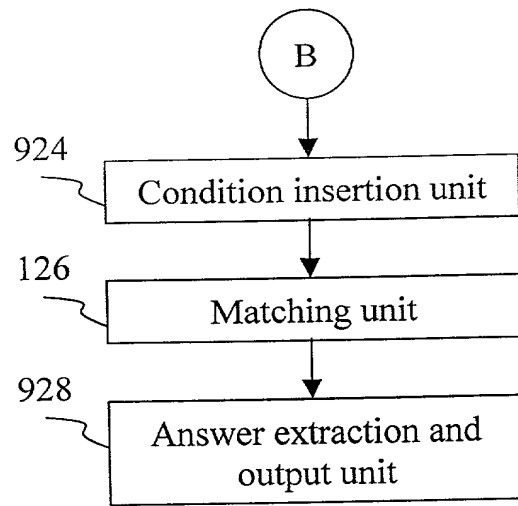 B
924
Condition insertion unit
126
Matching unit
928
Answer extraction and
output unit